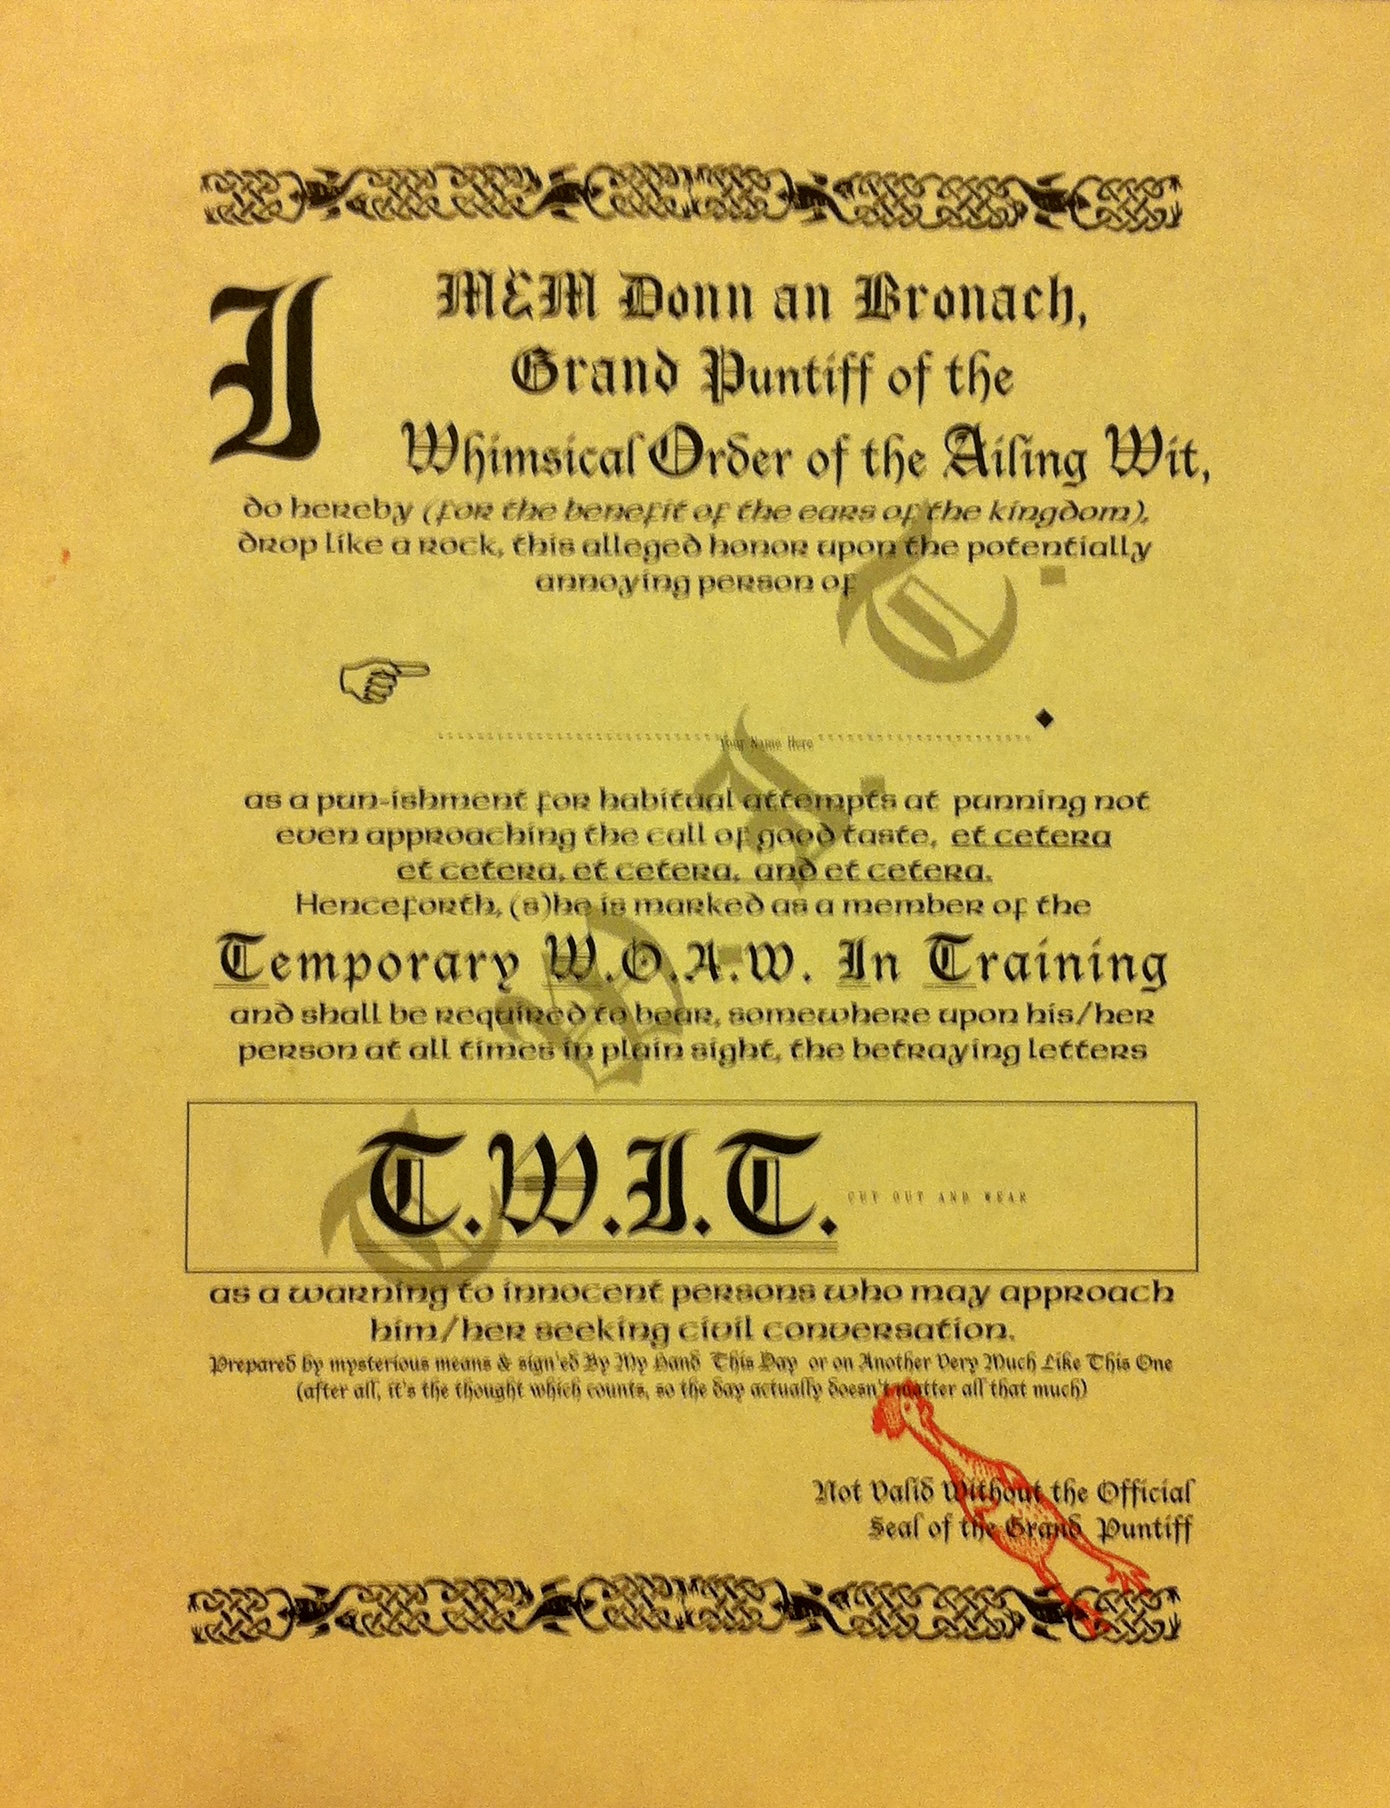 I M&M Donn an Bronach,
Grand Puntiff of the
Whimsical Order of the Ailing Wit,
do hereby (for the benefit of the ears of the kingdom),
drop like a rock, this alleged honor upon the potentially
annoying person of
Your Name Here
as a pun-ishment for habitual attempts at punning not
even approaching the call of good taste, et cetera
et cetera, et cetera, and et cetera.
Henceforth, (s)he is marked as a member of the
Temporary W.O.A.W. In Training
and shall be required to bear, somewhere upon his/her
person at all times in plain sight, the betraying letters
T.W.I.T. CUT OUT AND WEAR
as a warning to innocent persons who may approach
him/her seeking civil conversation.
Prepared by mysterious means & sign'ed By My Hand This Day or on Another Very Much Like This One
(after all, it's the thought which counts, so the day actually doesn't matter all that much)
Not Valid Without the Official
Seal of the Grand Puntiff
T.W.I.T.